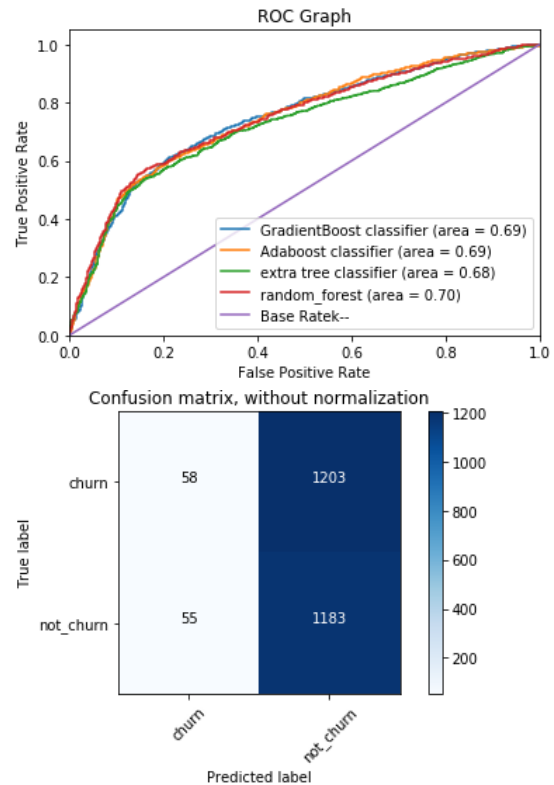 ROC Graph
1.0
0.8
0.6
0.4
0.2
0.0
True Positive Rate
GradientBoost classifier (area = 0.69)
Adaboost classifier (area = 0.69)
extra tree classifier (area = 0.68)
random_forest (area = 0.70)
Base Ratek--
0.0 0.2 0.4 0.6 0.8 1.0
False Positive Rate
Confusion matrix, without normalization
True label
churn 58 1203
not_churn 55 1183
1200
1000
800
600
400
200
churn not_churn
Predicted label